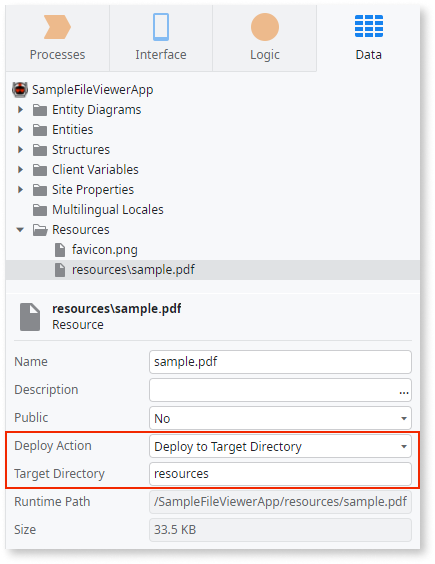 Processes Interface Logic Data
SampleFileViewerApp
Entity Diagrams
Entities
Structures
Client Variables
Site Properties
Multilingual Locales
Resources
favicon.png
resources\sample.pdf
resources\sample.pdf
Resource
Name sample.pdf
Description ...
Public No
Deploy Action Deploy to Target Directory
Target Directory resources
Runtime Path /SampleFileViewerApp/resources/sample.pdf
Size 33.5 KB